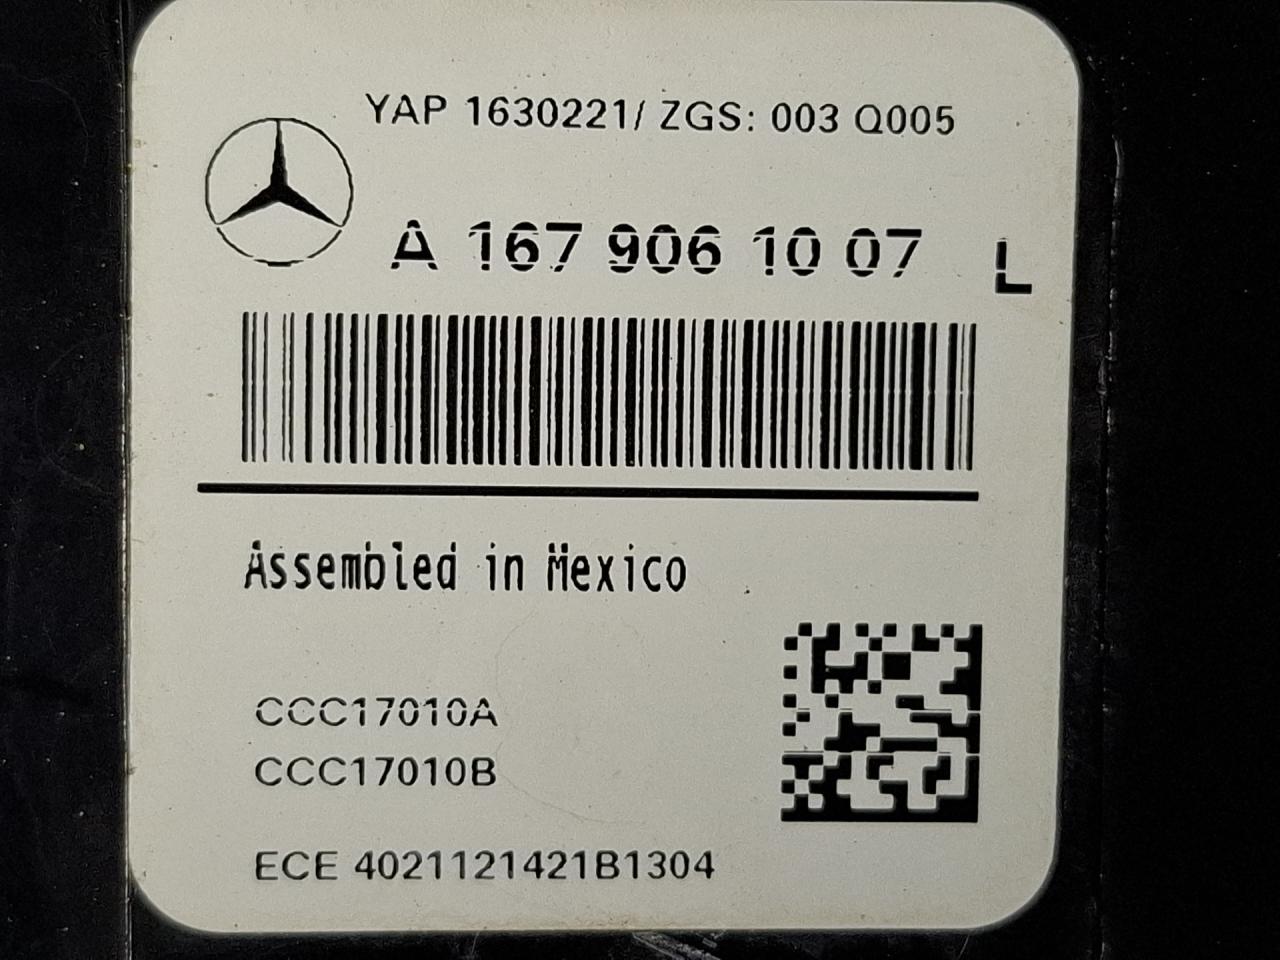 YAP 1630221/ ZGS: 003 Q005
A 167 906 10 07 L
Assembled in Mexico
CCC17010A
CCC17010B
ECE 4021121421B1304